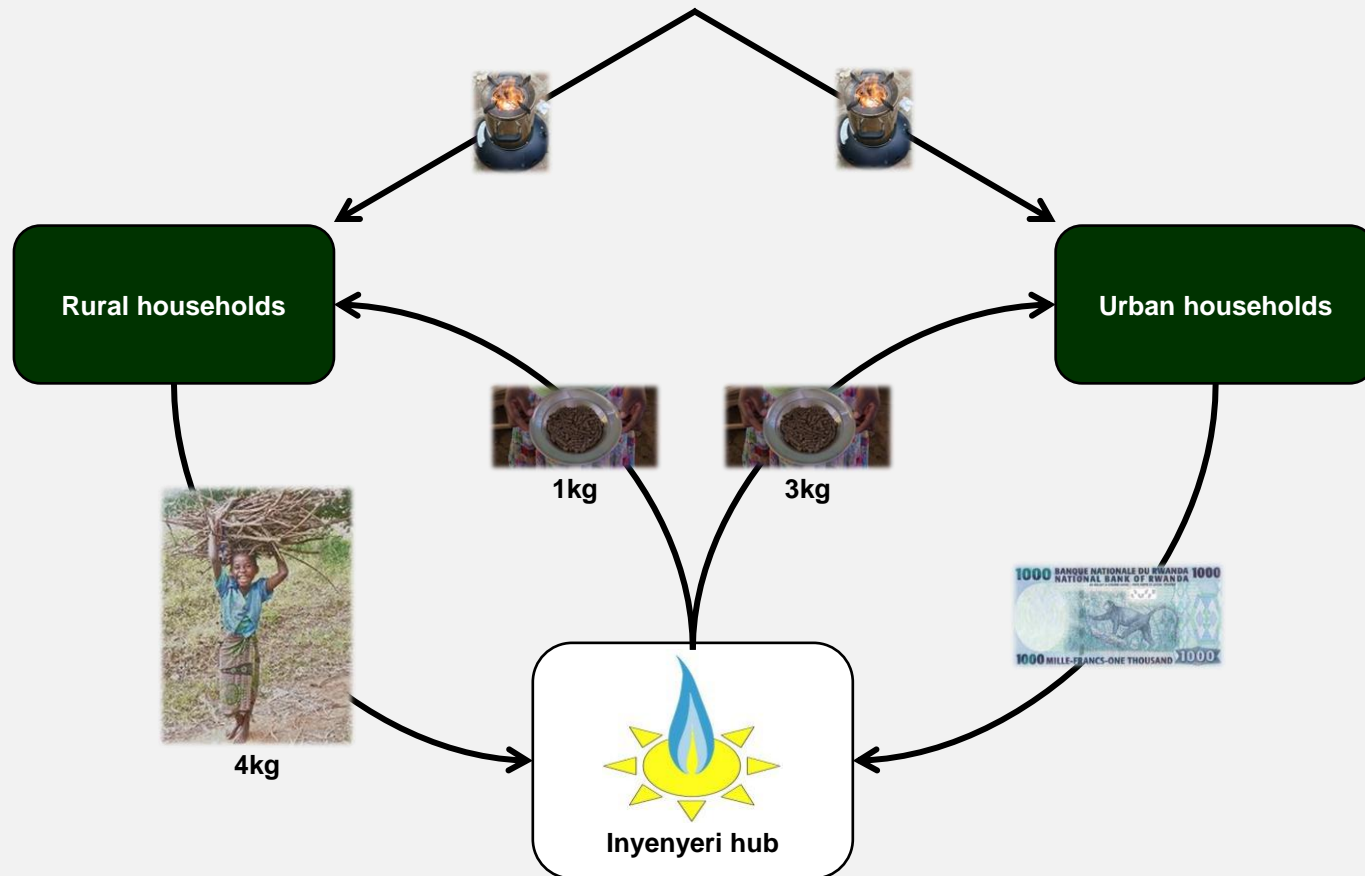 Rural households
Urban households
1kg
3kg
4kg
1000 BANQUE NATIONALE DU RWANDA 1000
NATIONAL BANK OF RWANDA
1000 MILLE-FRANCS-ONE THOUSAND 1000
Inyenyeri hub